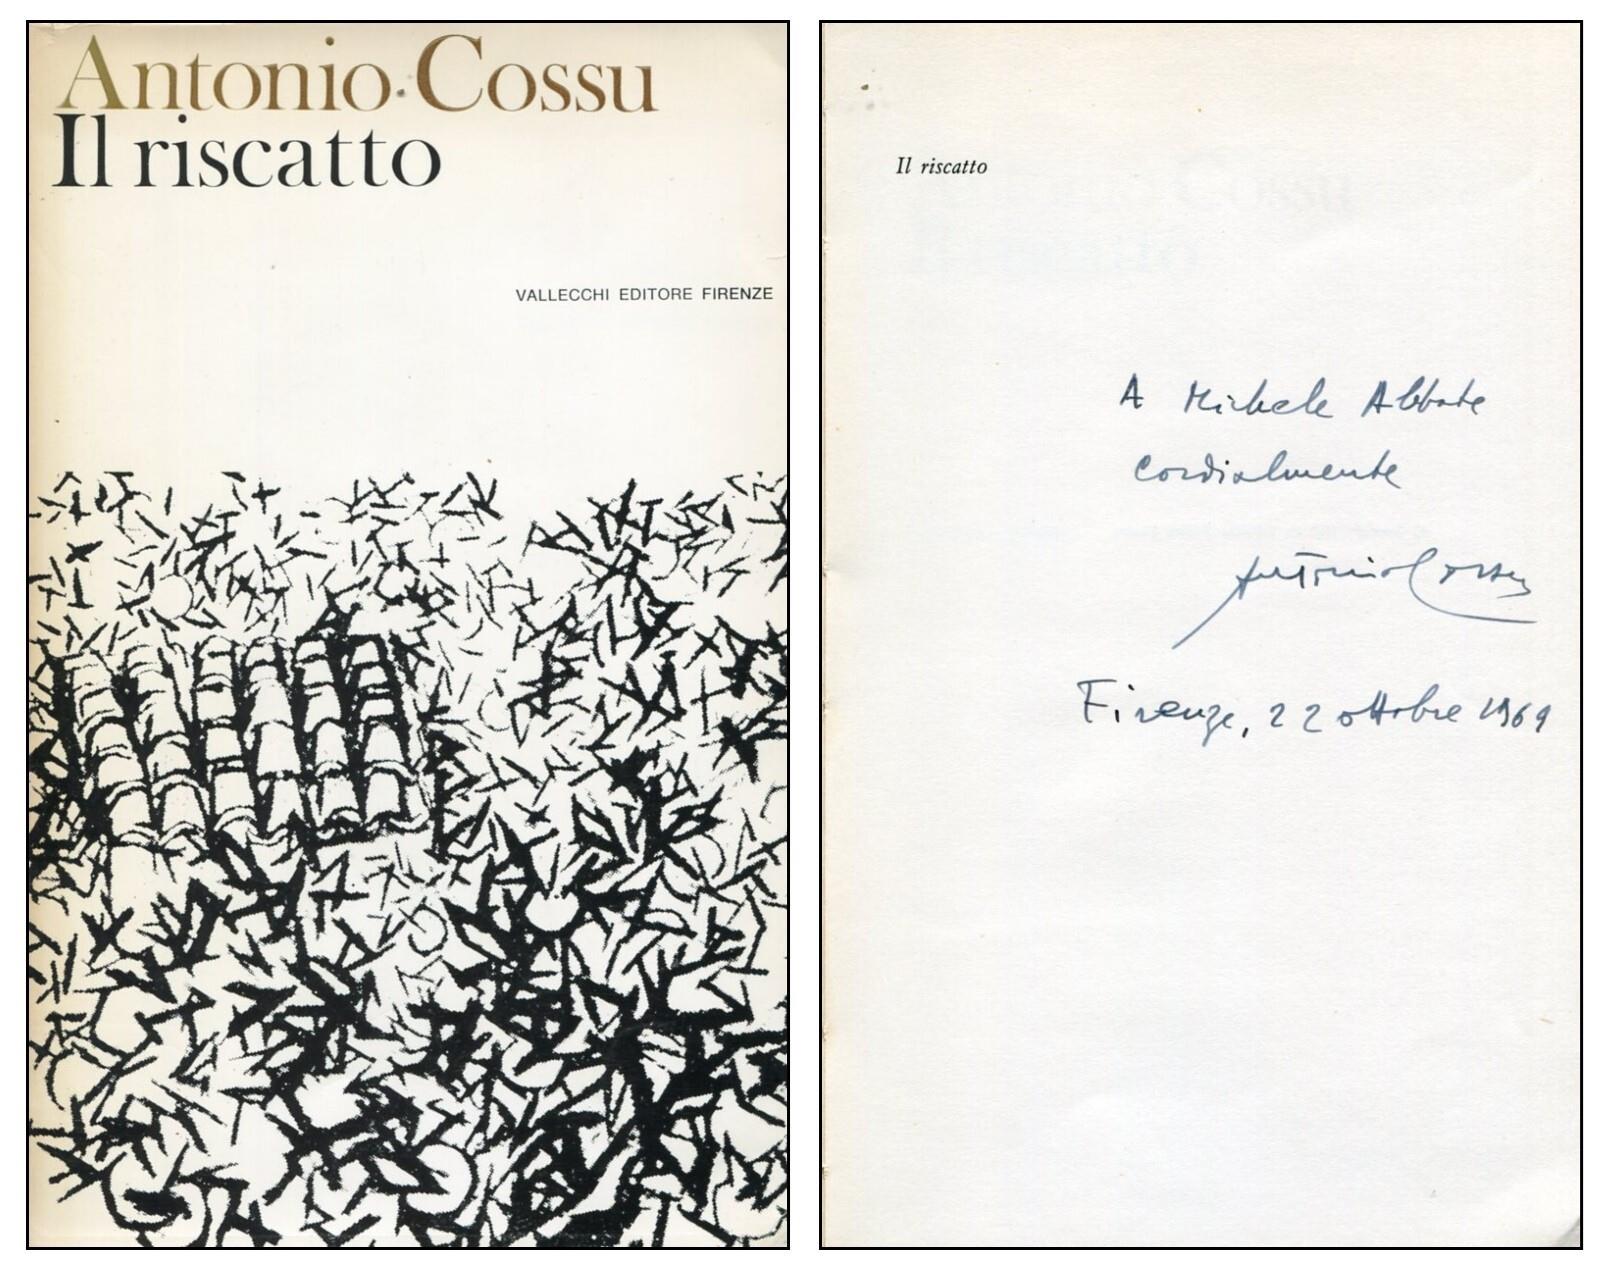 Antonio Cossu
Il riscatto
VALLECCHI EDITORE FIRENZE
Il riscatto
A Michele Abbate
cordialmente
Antonio Cossu
Firenze, 22 ottobre 1969